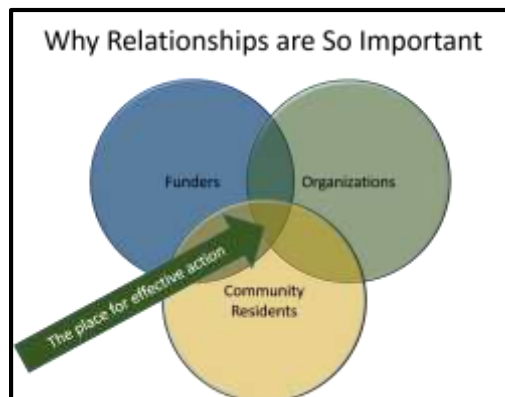 Why Relationships are So Important
Funders
Organizations
The place for effective action
Community
Residents